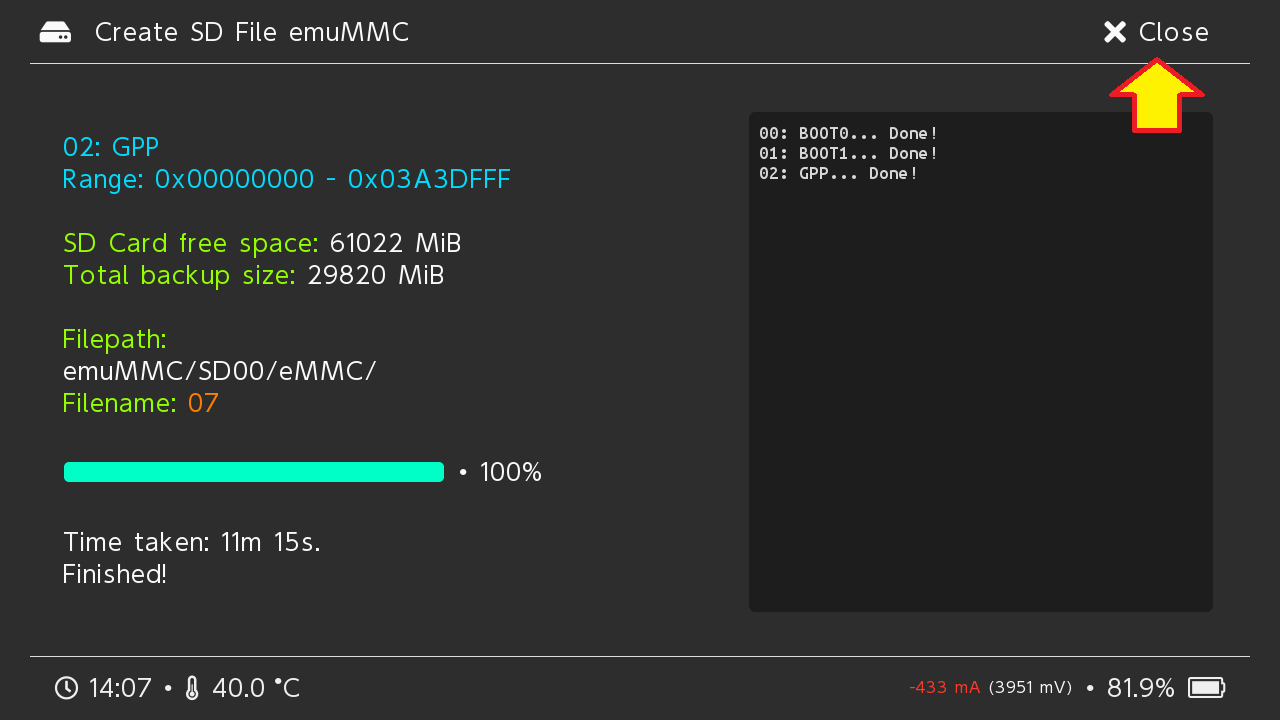 Create SD File emuMMC
Close
02: GPP
Range: 0x00000000 - 0x03A3DFFF
SD Card free space: 61022 MiB
Total backup size: 29820 MiB
Filepath:
emuMMC/SD00/eMMC/
Filename: 07
• 100%
Time taken: 11m 15s.
Finished!
00: BOOT0... Done!
01: BOOT1... Done!
02: GPP... Done!
14:07 • 40.0 °C
-433 mA (3951 mV) • 81.9%